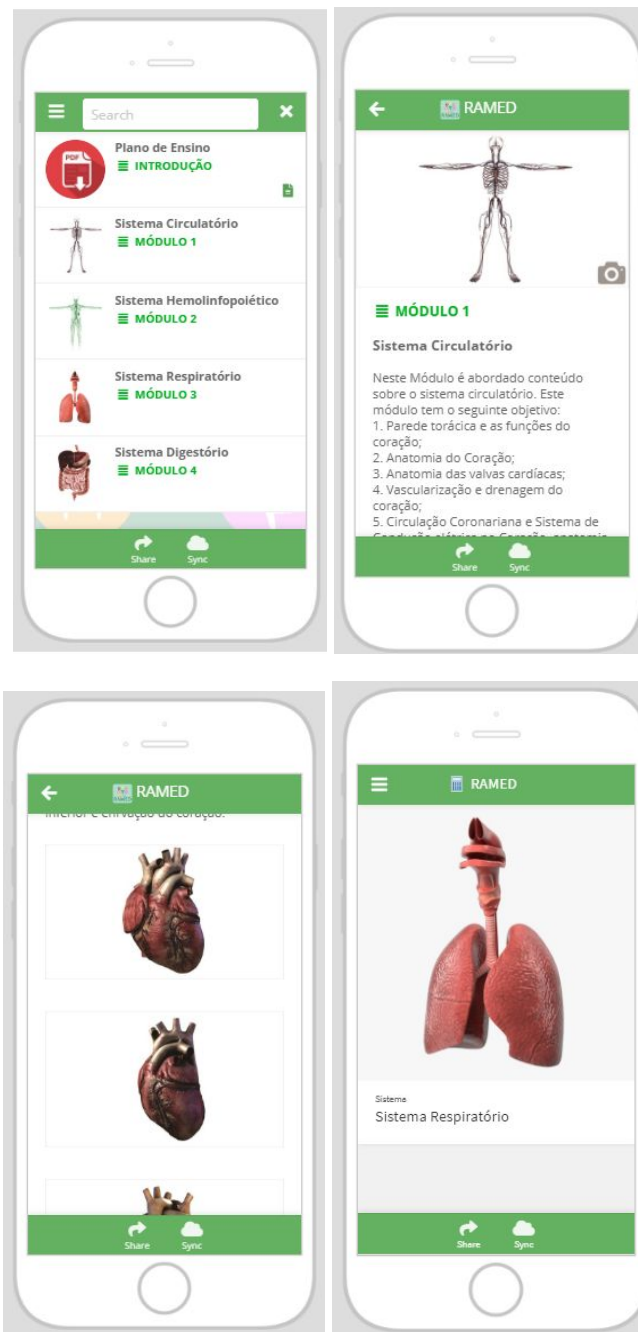 Search
PDF
Plano de Ensino
INTRODUÇÃO
Sistema Circulatório
MÓDULO 1
Sistema Hemolinfopoiético
MÓDULO 2
Sistema Respiratório
MÓDULO 3
Sistema Digestório
MÓDULO 4
Share Sync
RAMED
MÓDULO 1
Sistema Circulatório
Neste Módulo é abordado conteúdo
sobre o sistema circulatório. Este
módulo tem o seguinte objetivo:
1. Parede torácica e as funções do
coração;
2. Anatomia do Coração;
3. Anatomia das valvas cardíacas;
4. Vascularização e drenagem do
coração;
5. Circulação Coronariana e Sistema de
Share Sync
RAMED
Share Sync
RAMED
Sistema
Sistema Respiratório
Share Sync